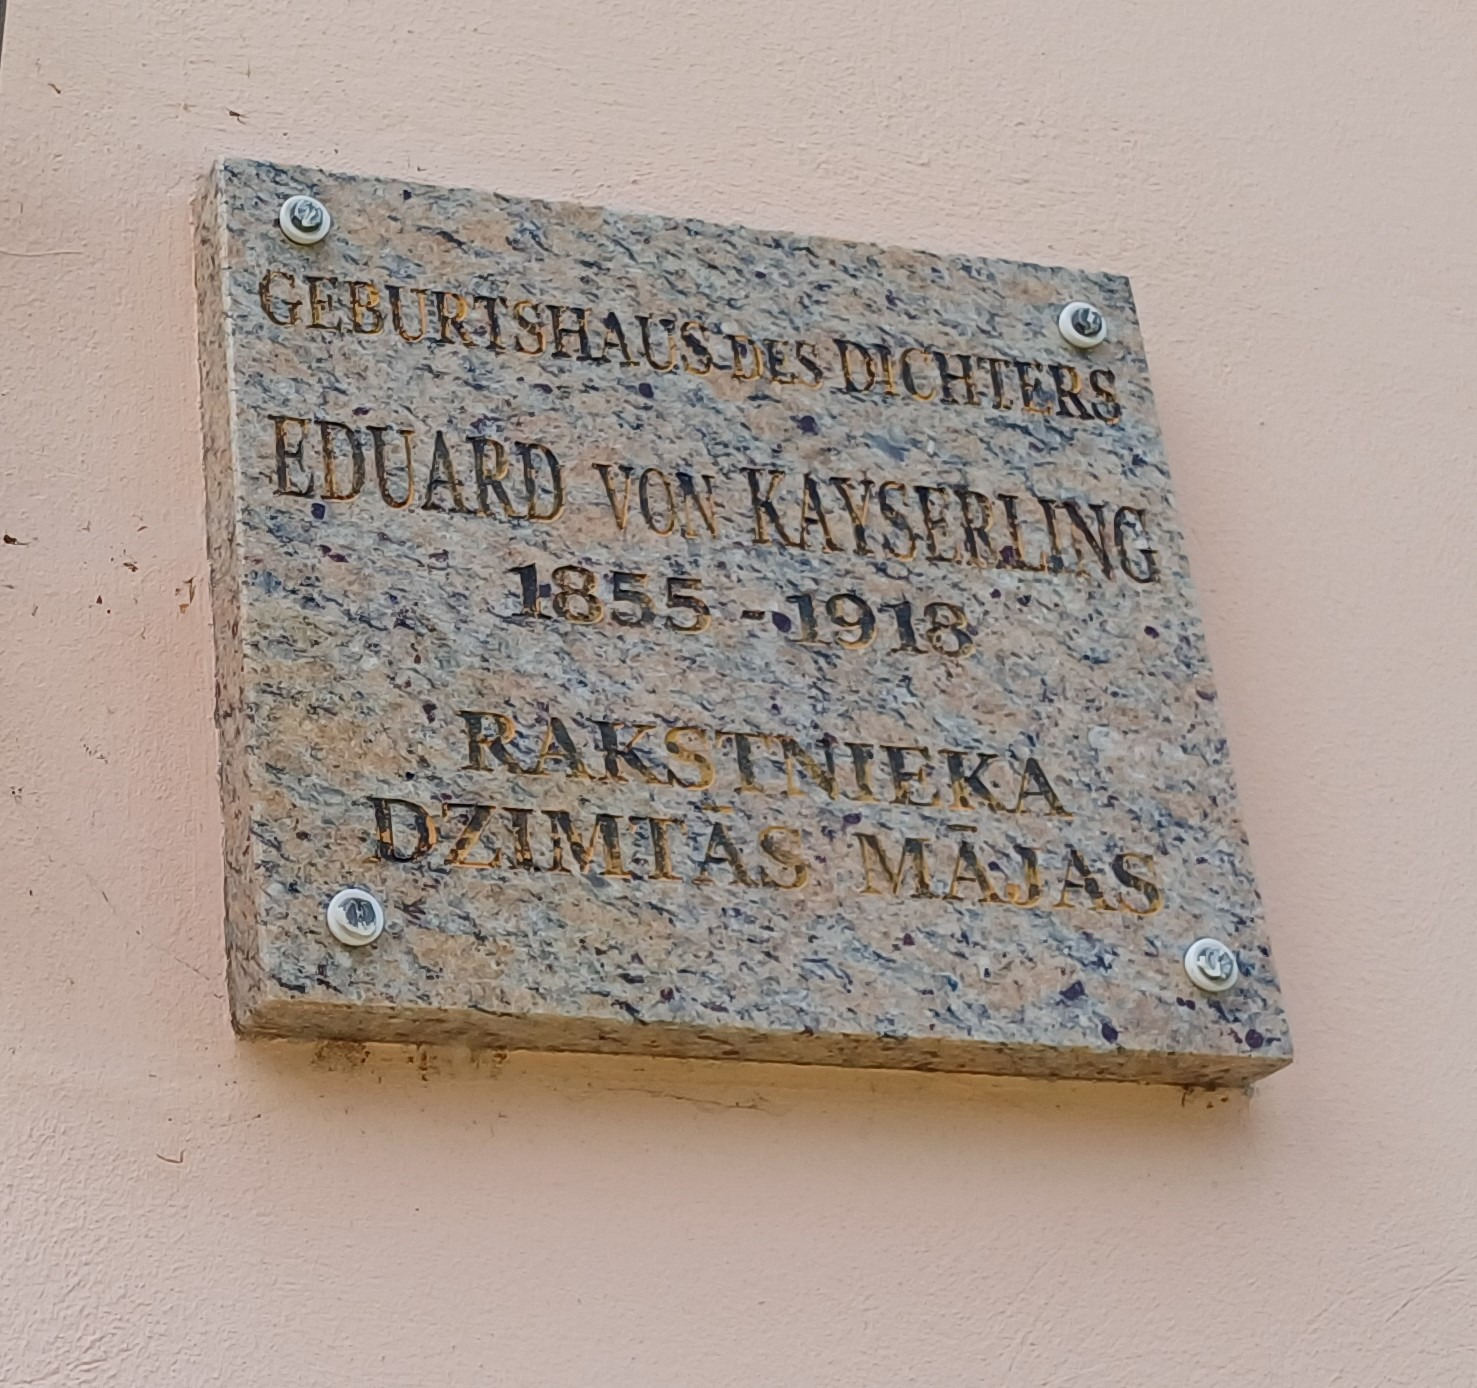 GEBURTSHAUS DES DICHTERS
EDUARD VON KAYSERLING
1855 - 1918
RAKSTNIEKA
DZIMTĀS MĀJAS